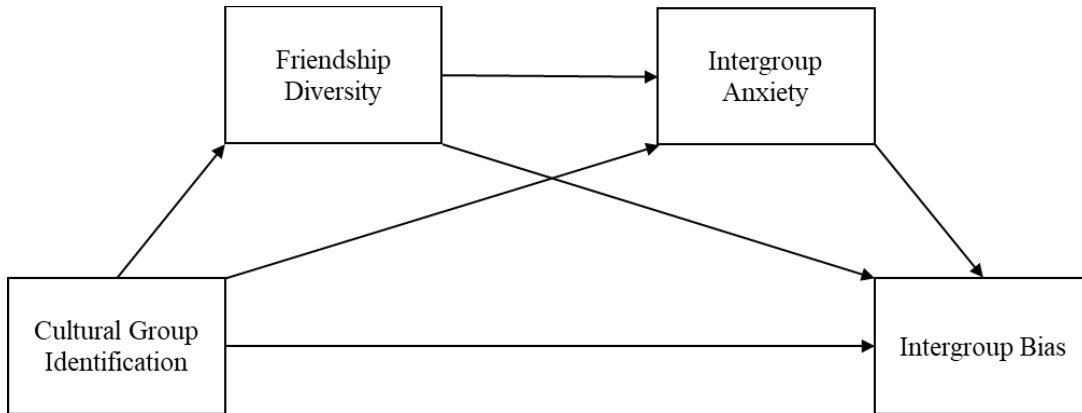 Friendship
Diversity
Intergroup
Anxiety
Cultural Group
Identification
Intergroup Bias